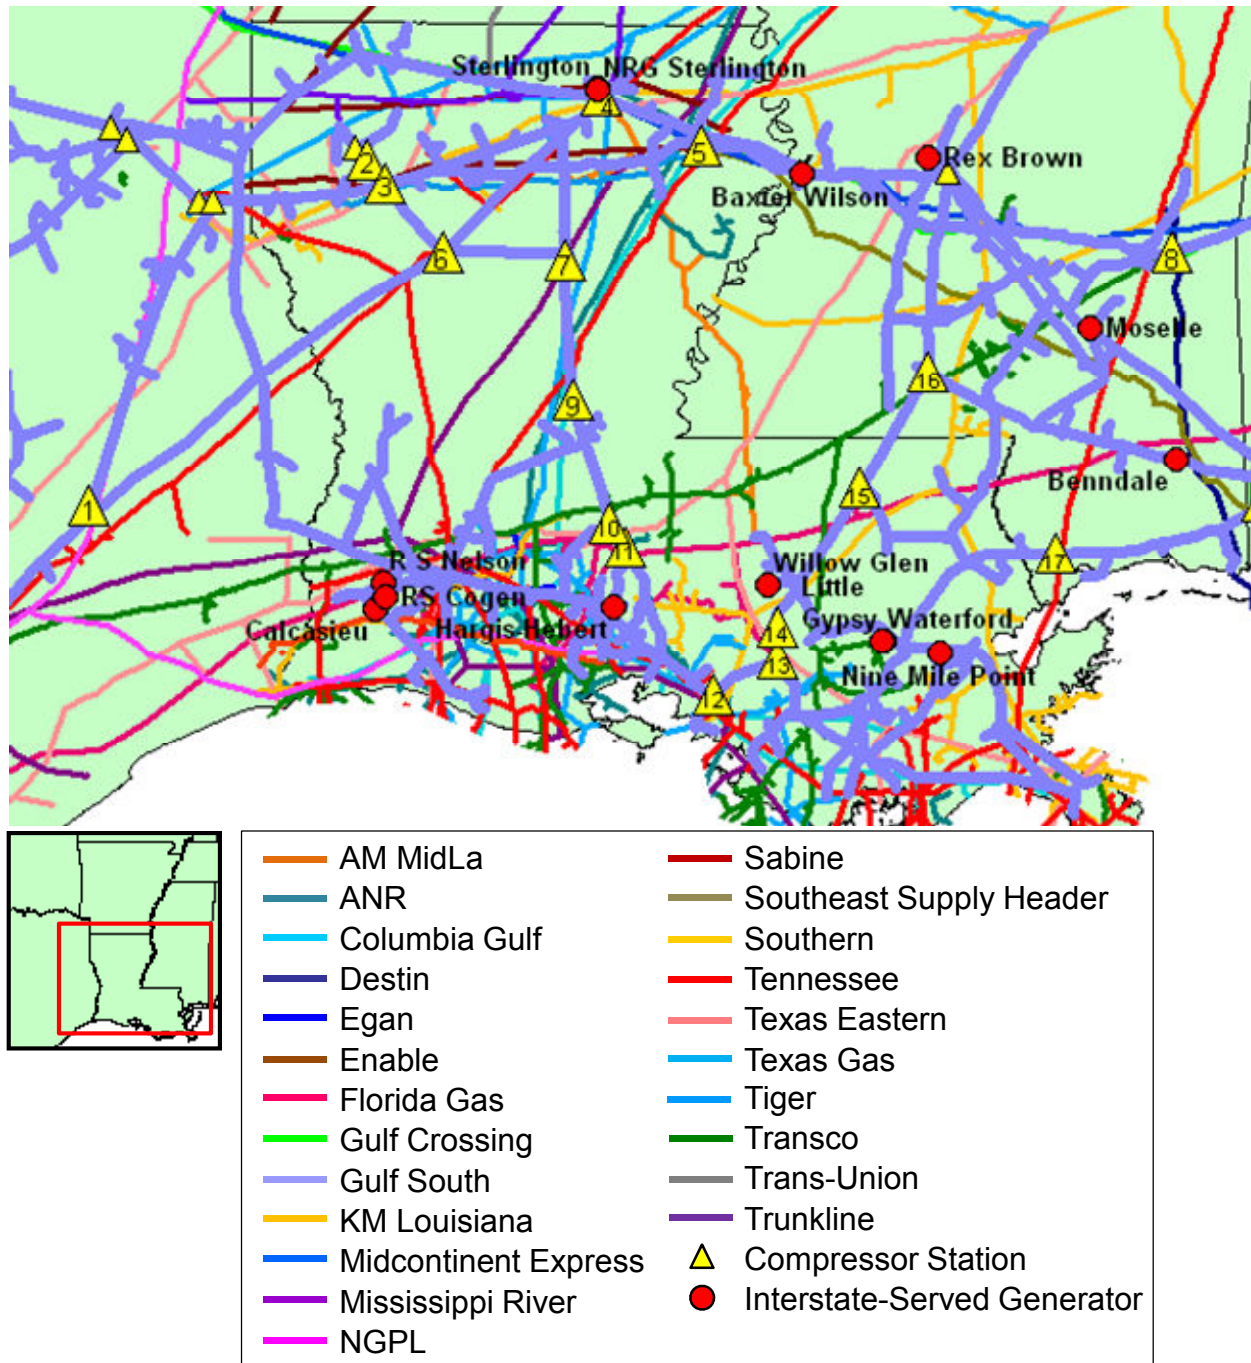 Sterlington NRG Sterlington
4
5
2
3
Rex Brown
Baxter Wilson
6
7
8
Moselle
16
9
Benndale
15
1
10
11
17
R S Nelson
Willow Glen
RS Cogen
Little
Calcasieu
Hargis-Hebert
Gypsy Waterford
14
13
Nine Mile Point
12
AM MidLa
ANR
Columbia Gulf
Destin
Egan
Enable
Florida Gas
Gulf Crossing
Gulf South
KM Louisiana
Midcontinent Express
Mississippi River
NGPL
Sabine
Southeast Supply Header
Southern
Tennessee
Texas Eastern
Texas Gas
Tiger
Transco
Trans-Union
Trunkline
Compressor Station
Interstate-Served Generator